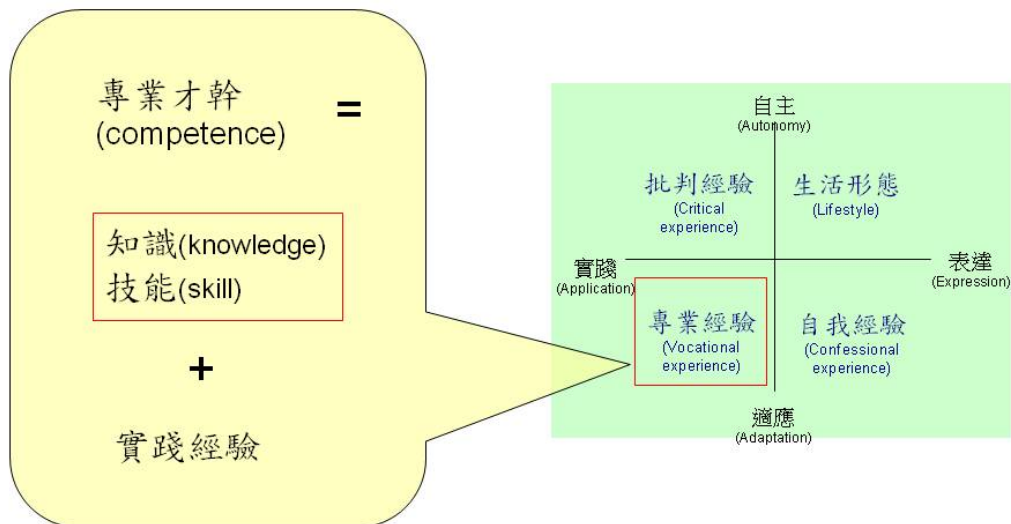 專業才幹 =
(competence)
知識(knowledge)
技能(skill)
+
實踐經驗
自主
(Autonomy)
批判經驗
(Critical
experience)
生活形態
(Lifestyle)
實踐
(Application)
表達
(Expression)
專業經驗
(Vocational
experience)
自我經驗
(Confessional
experience)
適應
(Adaptation)